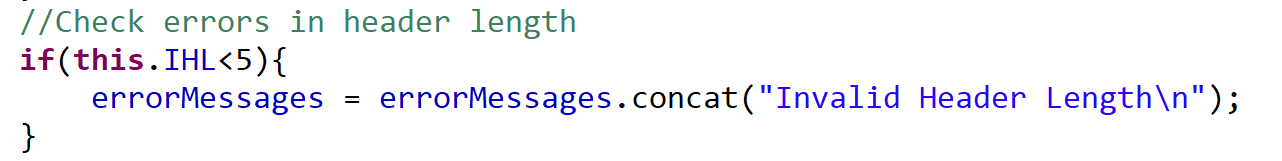 //Check errors in header length
if(this.IHL<5){
    errorMessages = errorMessages.concat("Invalid Header Length\n");
}